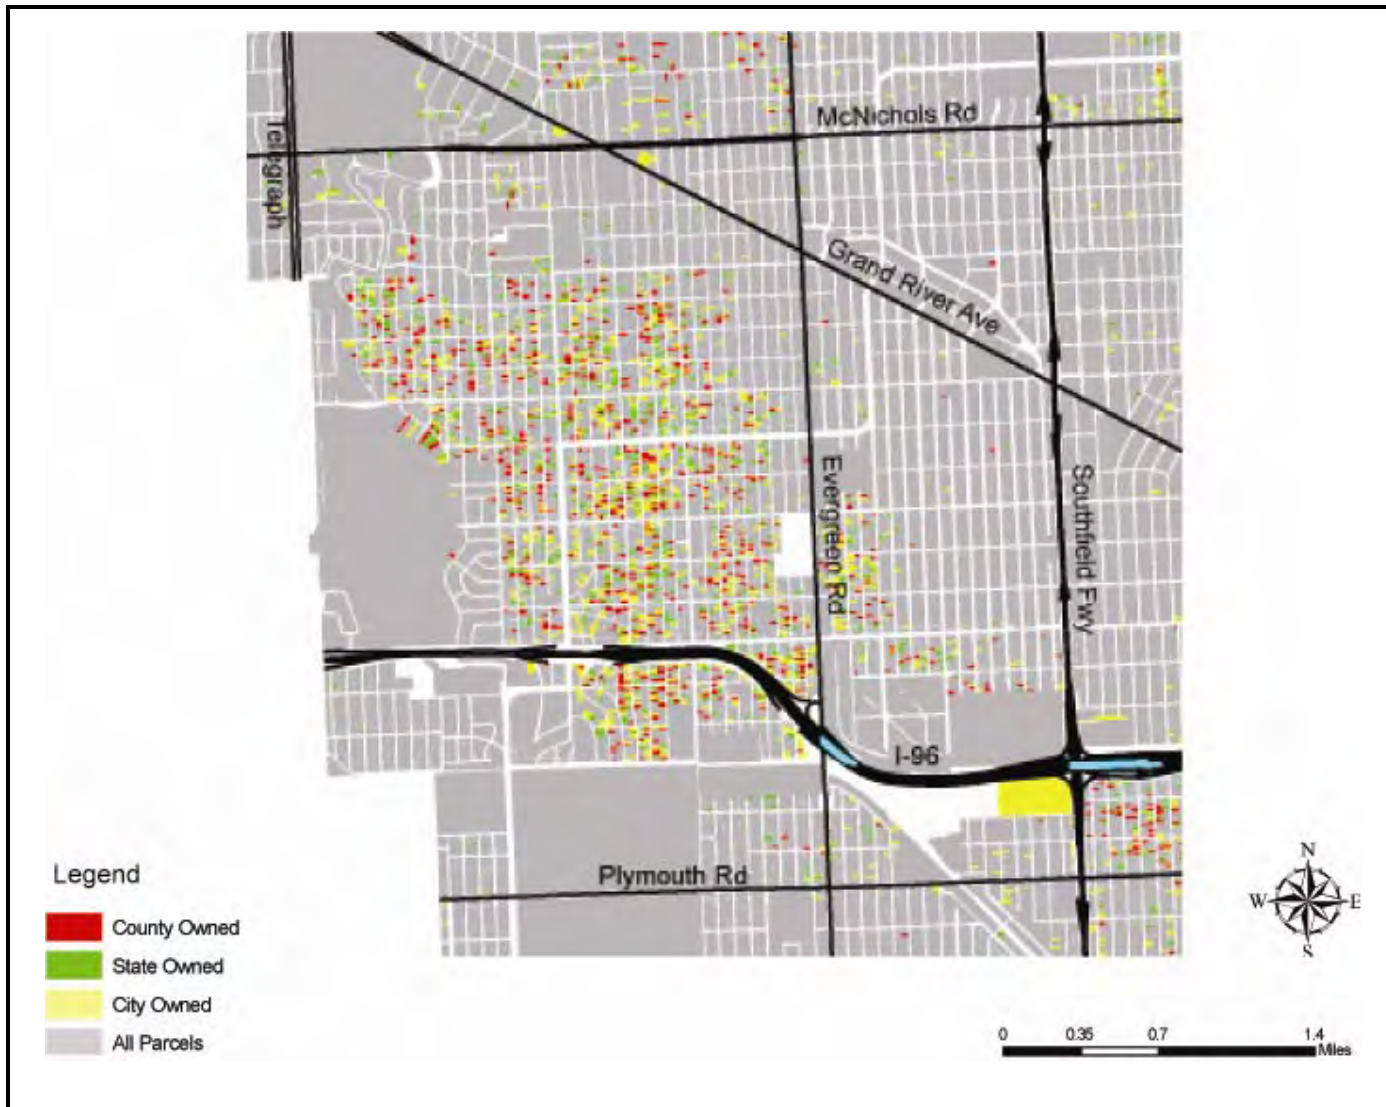 McNichols Rd
Telegraph
Grand River Ave
Evergreen Rd
Southfield Fwy
I-96
Plymouth Rd
Legend
County Owned
State Owned
City Owned
All Parcels
N
W E
S
0 0.35 0.7 1.4
Miles